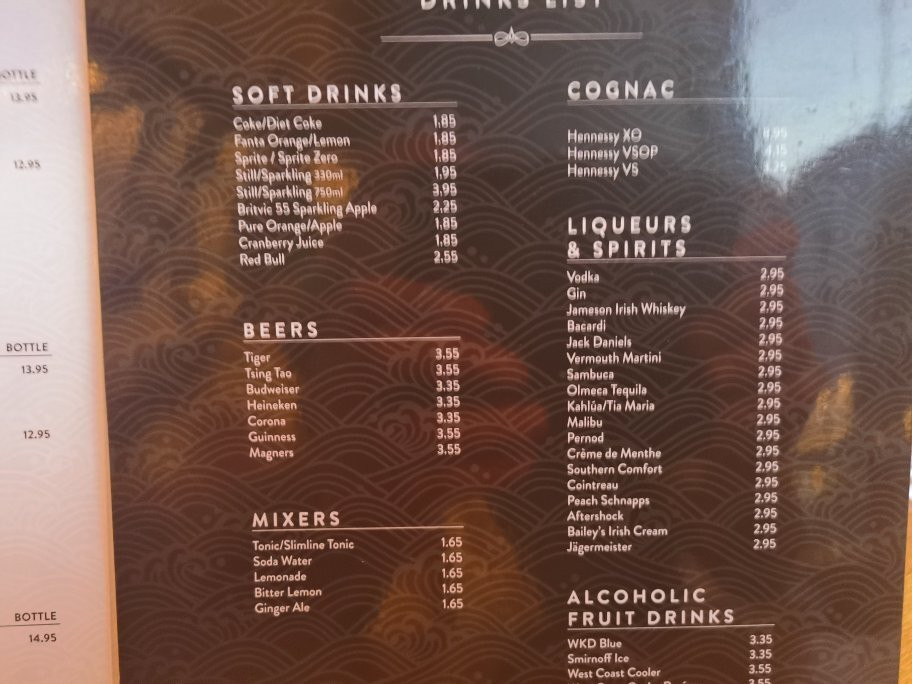 DRINKS LIST
BOTTLE
13.95
12.95
BOTTLE
13.95
12.95
BOTTLE
14.95
SOFT DRINKS
Coke/Diet Coke 1.85
Fanta Orange/Lemon 1.85
Sprite / Sprite Zero 1.85
Still/Sparkling 330ml 1.95
Still/Sparkling 750ml 3.95
Britvic 55 Sparkling Apple 2.25
Pure Orange/Apple 1.85
Cranberry Juice 1.85
Red Bull 2.55
BEERS
Tiger 3.55
Tsing Tao 3.55
Budweiser 3.35
Heineken 3.35
Corona 3.35
Guinness 3.55
Magners 3.55
MIXERS
Tonic/Slimline Tonic 1.65
Soda Water 1.65
Lemonade 1.65
Bitter Lemon 1.65
Ginger Ale 1.65
COGNAC
Hennessy XO
Hennessy VSOP
Hennessy VS
LIQUEURS
& SPIRITS
Vodka 2.95
Gin 2.95
Jameson Irish Whiskey 2.95
Bacardi 2.95
Jack Daniels 2.95
Vermouth Martini 2.95
Sambuca 2.95
Olmeca Tequila 2.95
Kahlúa/Tia Maria 2.95
Malibu 2.95
Pernod 2.95
Crème de Menthe 2.95
Southern Comfort 2.95
Cointreau 2.95
Peach Schnapps 2.95
Aftershock 2.95
Bailey's Irish Cream 2.95
Jägermeister 2.95
ALCOHOLIC
FRUIT DRINKS
WKD Blue 3.35
Smirnoff Ice 3.35
West Coast Cooler 3.55
3.55